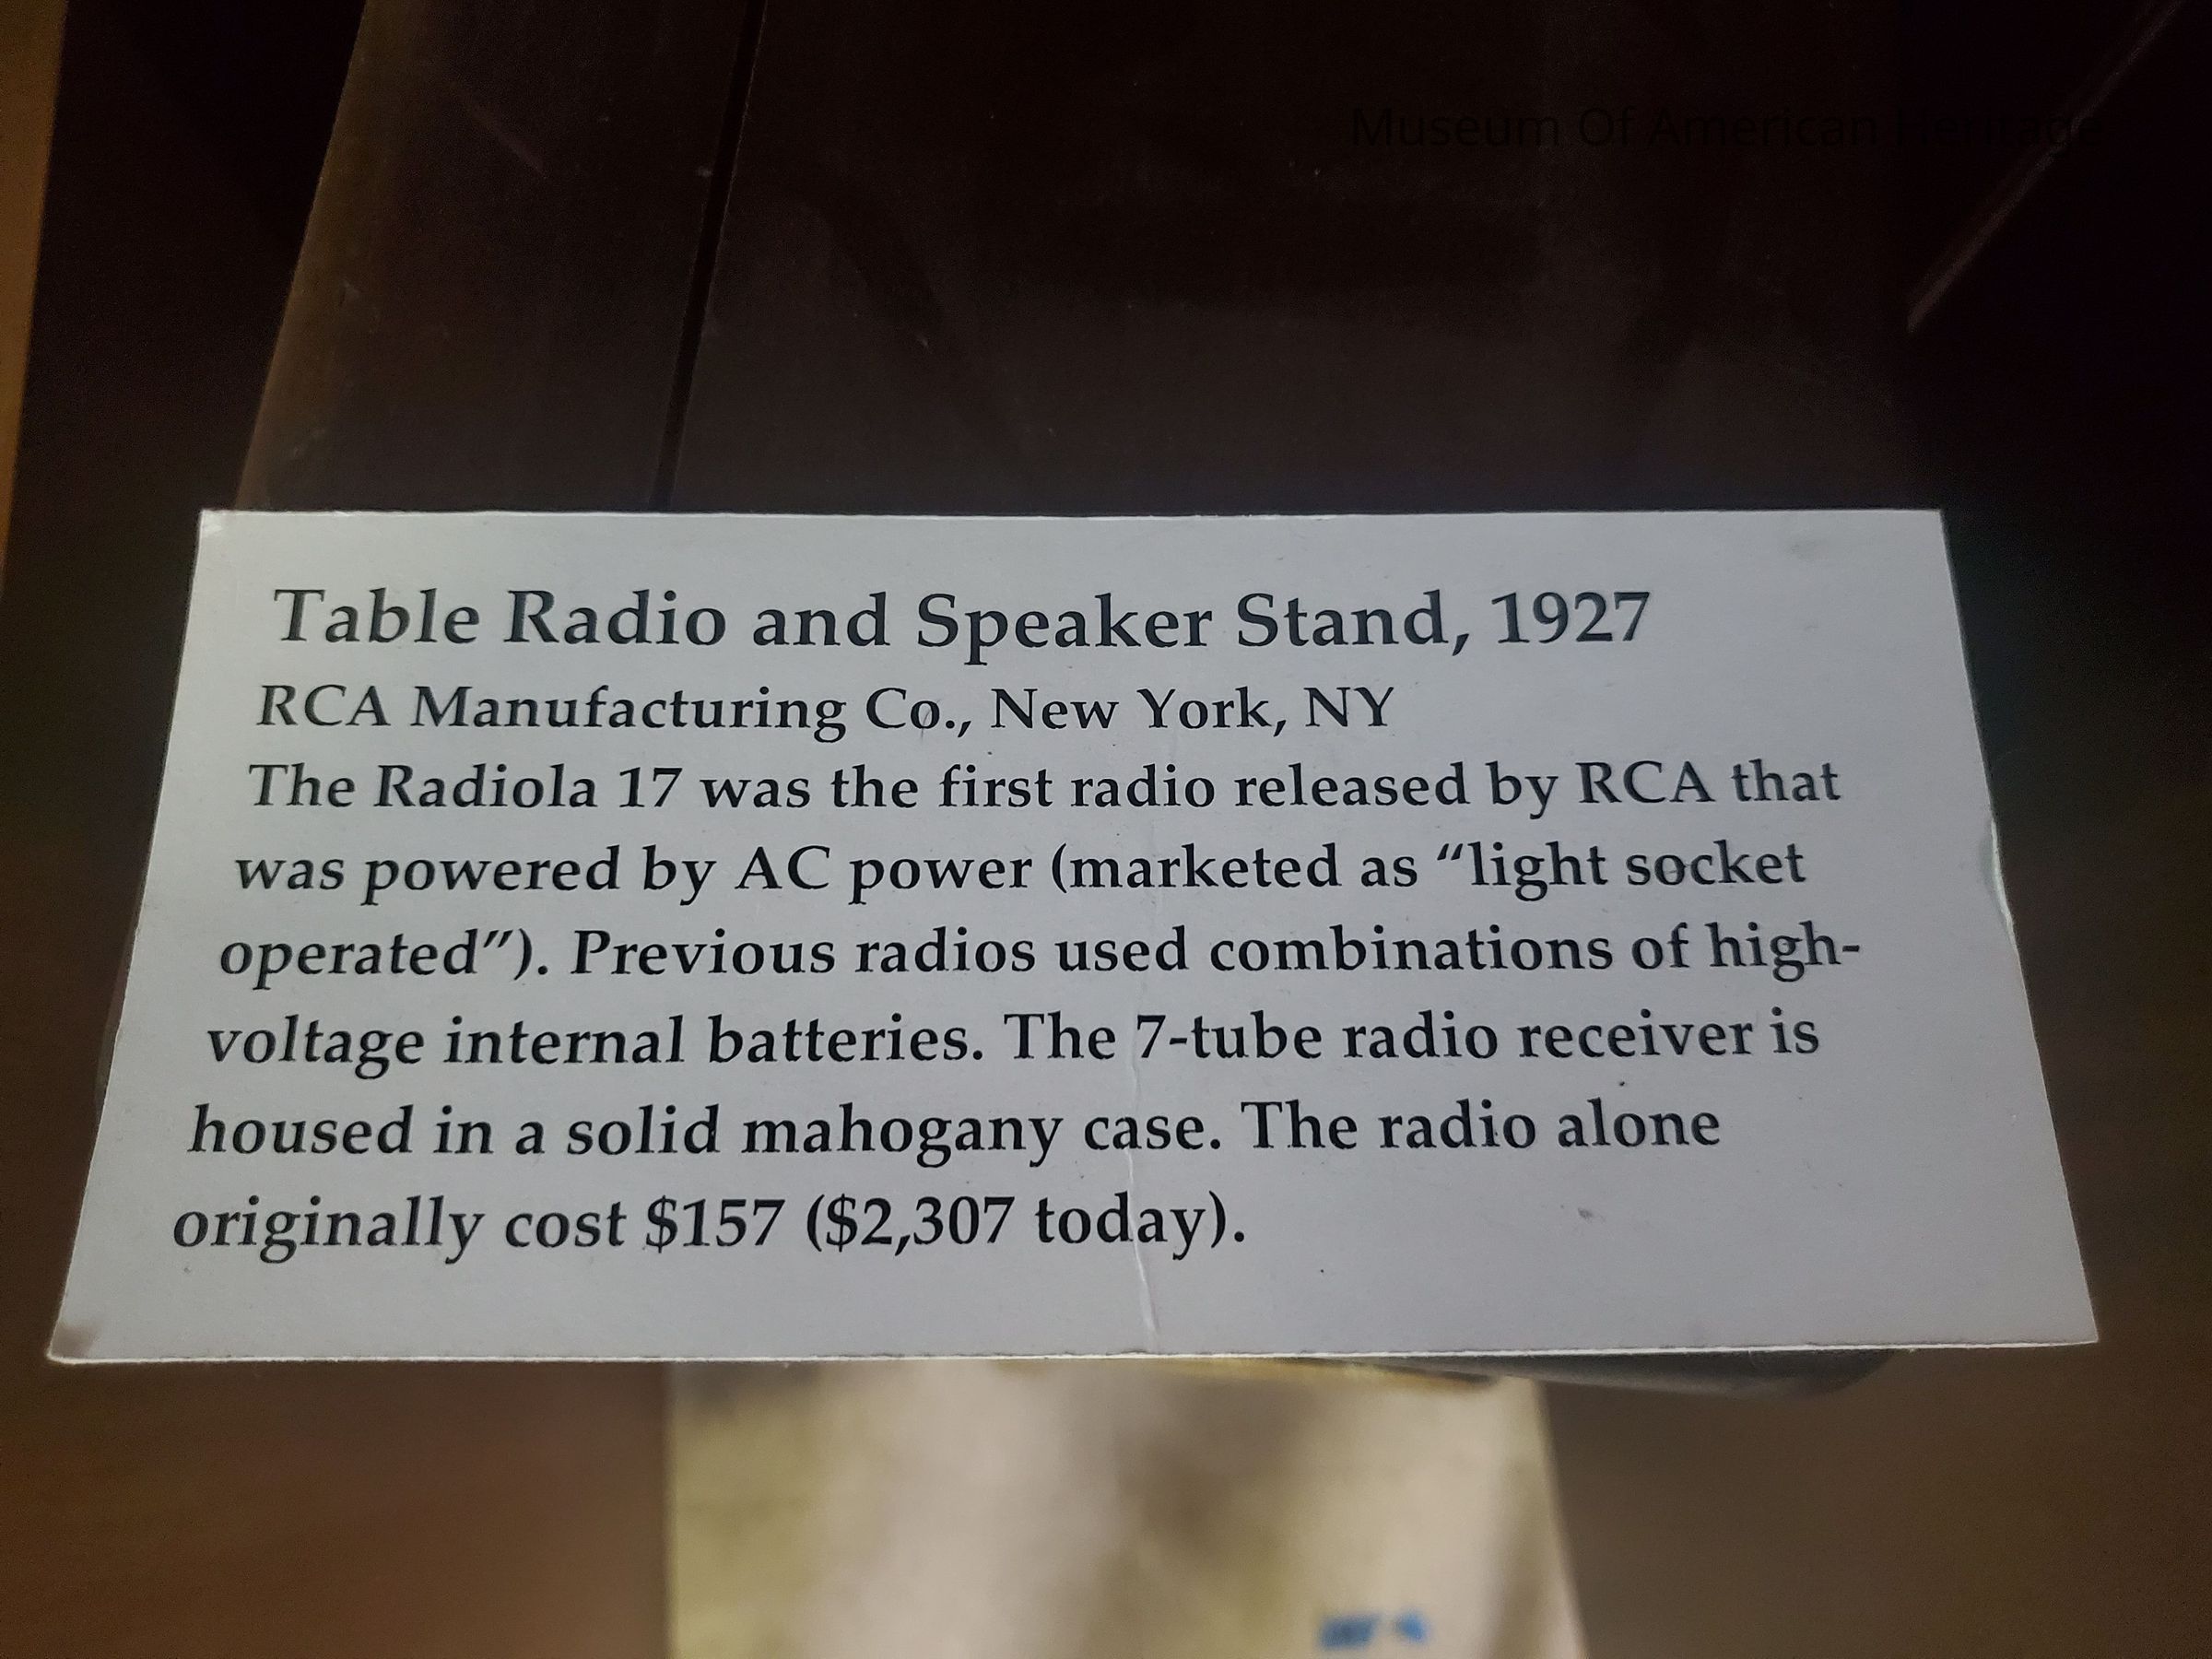 Museum Of American Heritage
Table Radio and Speaker Stand, 1927
RCA Manufacturing Co., New York, NY
The Radiola 17 was the first radio released by RCA that
was powered by AC power (marketed as “light socket
operated”). Previous radios used combinations of high-
voltage internal batteries. The 7-tube radio receiver is
housed in a solid mahogany case. The radio alone
originally cost $157 ($2,307 today).